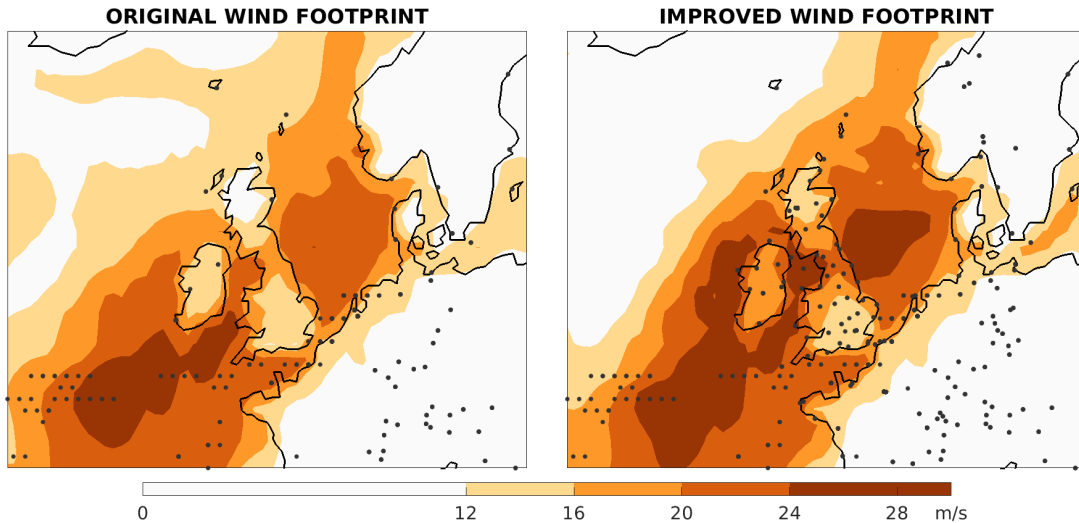 ORIGINAL WIND FOOTPRINT
IMPROVED WIND FOOTPRINT
0 12 16 20 24 28 m/s